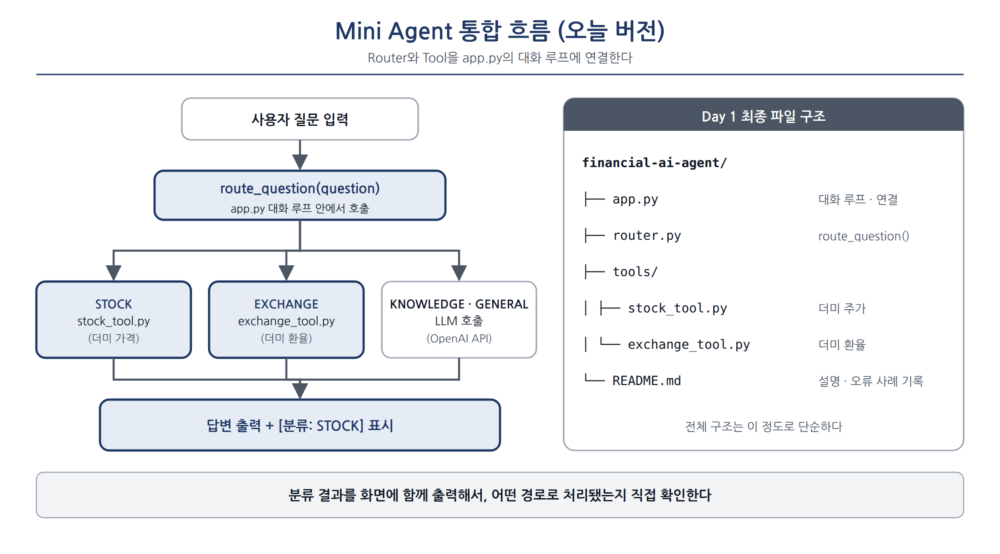 Mini Agent 통합 흐름 (오늘 버전)
Router와 Tool을 app.py의 대화 루프에 연결한다
사용자 질문 입력
route_question(question)
app.py 대화 루프 안에서 호출
STOCK
stock_tool.py
(더미 가격)
EXCHANGE
exchange_tool.py
(더미 환율)
KNOWLEDGE · GENERAL
LLM 호출
(OpenAI API)
답변 출력 + [분류: STOCK] 표시
Day 1 최종 파일 구조
financial-ai-agent/
├── app.py 대화 루프 · 연결
├── router.py route_question()
├── tools/
│ ├── stock_tool.py 더미 주가
│ └── exchange_tool.py 더미 환율
└── README.md 설명 · 오류 사례 기록
전체 구조는 이 정도로 단순하다
분류 결과를 화면에 함께 출력해서, 어떤 경로로 처리됐는지 직접 확인한다